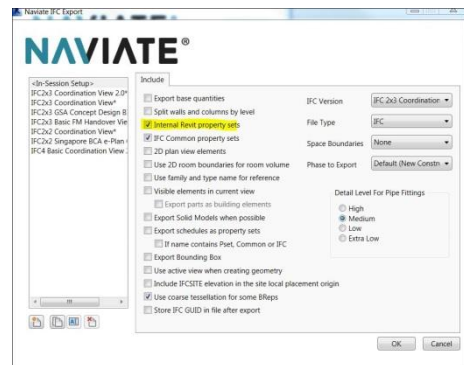 Naviate IFC Export
NAVIATE®
<In-Session Setup>
IFC2x3 Coordination View 2.0*
IFC2x3 Coordination View*
IFC2x3 GSA Concept Design B
IFC2x3 Basic FM Handover Vie
IFC2x2 Coordination View*
IFC2x2 Singapore BCA e-Plan
IFC4 Basic Coordination View
Include
Export base quantities
Split walls and columns by level
Internal Revit property sets
IFC Common property sets
2D plan view elements
Use 2D room boundaries for room volume
Use family and type name for reference
Visible elements in current view
Export parts as building elements
Export Solid Models when possible
Export schedules as property sets
If name contains Pset, Common or IFC
Export Bounding Box
Use active view when creating geometry
Include IFCSITE elevation in the site local placement origin
Use coarse tessellation for some BReps
Store IFC GUID in file after export
IFC Version
IFC 2x3 Coordination
File Type
IFC
Space Boundaries
None
Phase to Export
Default (New Constrn
Detail Level For Pipe Fittings
High
Medium
Low
Extra Low
OK
Cancel